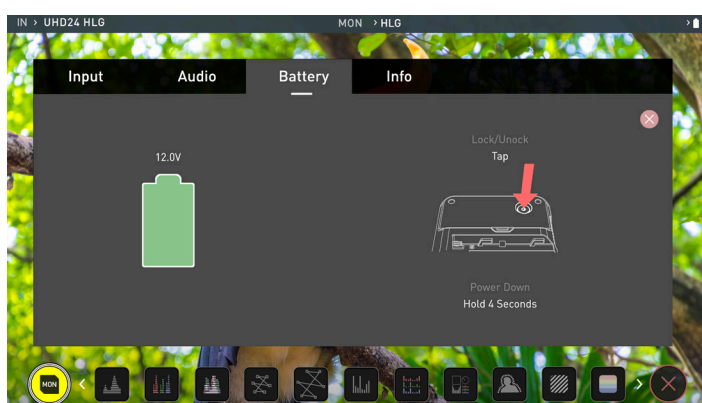 IN > UHD24 HLG
MON > HLG
Input
Audio
Battery
Info
12.0V
Lock/Unock
Tap
Power Down
Hold 4 Seconds
MON